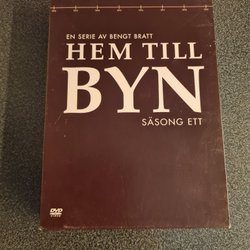 EN SERIE AV BENGT BRATT
HEM TILL
BYN
SÄSONG ETT
DVD